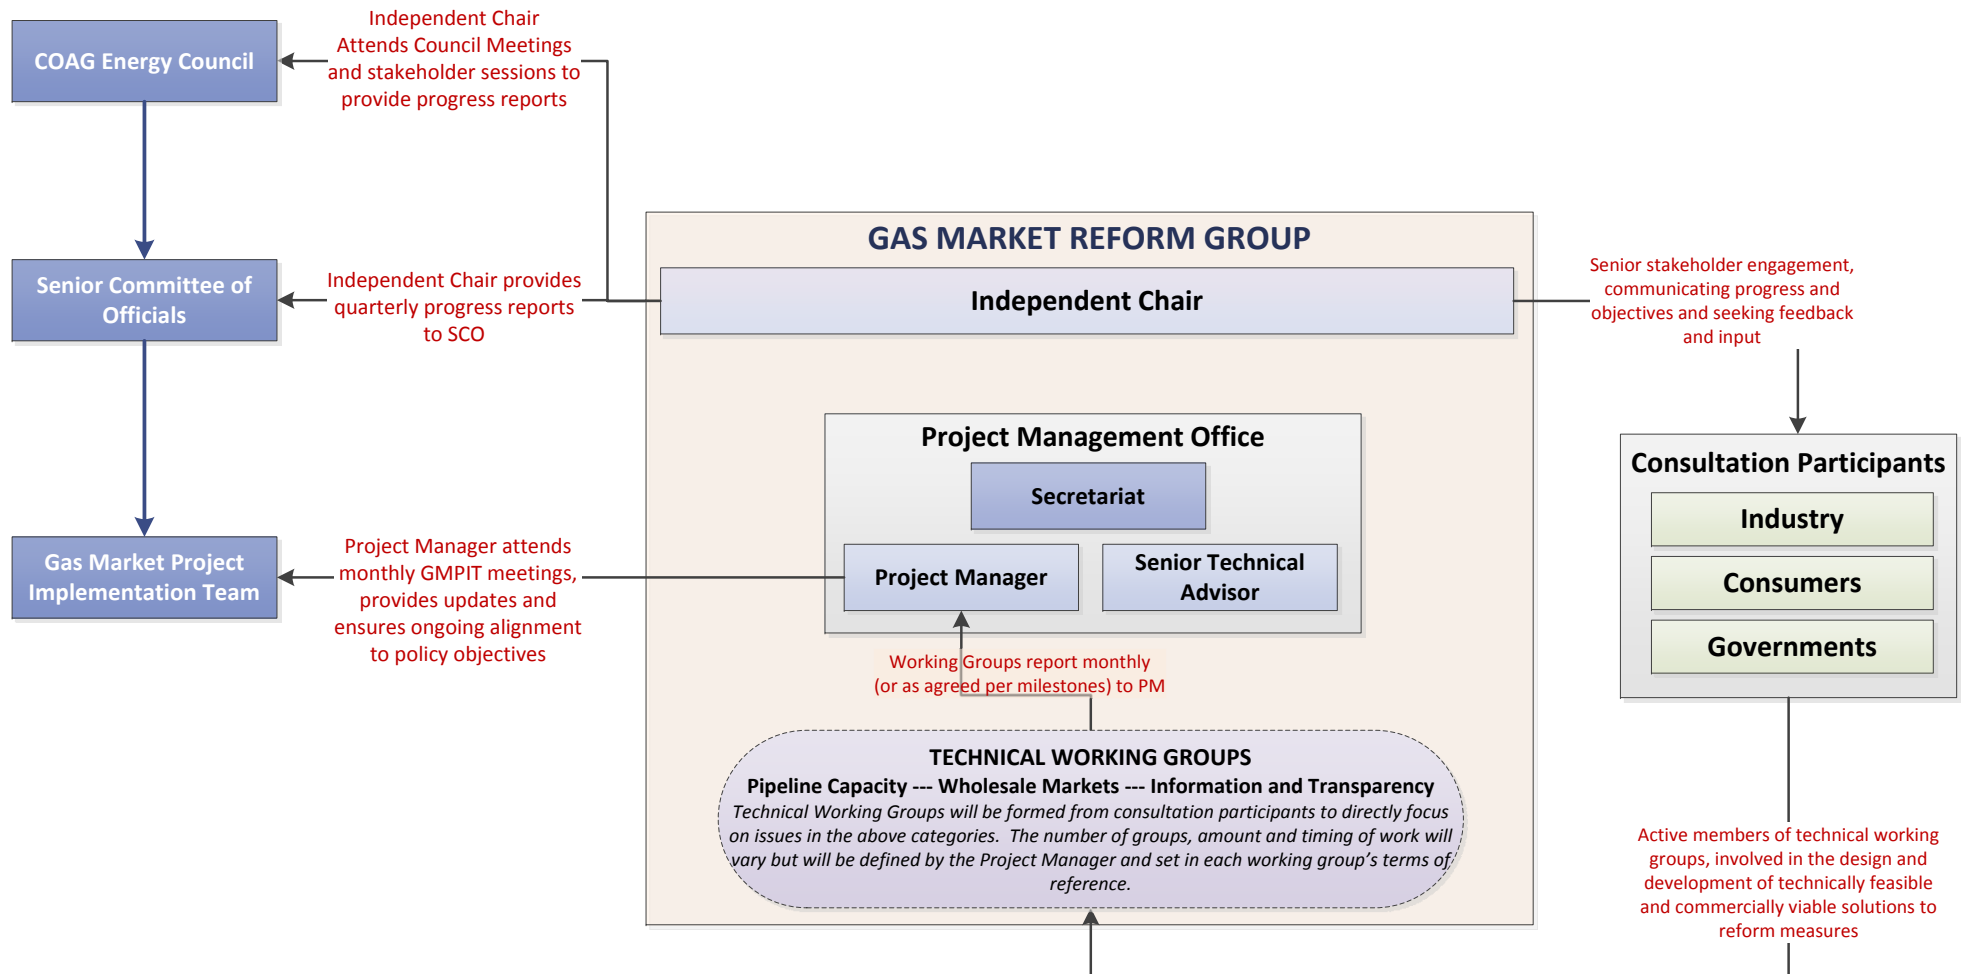 COAG Energy Council
Independent Chair
Attends Council Meetings
and stakeholder sessions to
provide progress reports
Senior Committee of
Officials
Independent Chair provides
quarterly progress reports
to SCO
Gas Market Project
Implementation Team
Project Manager attends
monthly GMPIT meetings,
provides updates and
ensures ongoing alignment
to policy objectives
GAS MARKET REFORM GROUP
Independent Chair
Project Management Office
Secretariat
Project Manager
Senior Technical
Advisor
Working Groups report monthly
(or as agreed per milestones) to PM
TECHNICAL WORKING GROUPS
Pipeline Capacity --- Wholesale Markets --- Information and Transparency
Technical Working Groups will be formed from consultation participants to directly focus
on issues in the above categories.  The number of groups, amount and timing of work will
vary but will be defined by the Project Manager and set in each working group’s terms of
reference.
Senior stakeholder engagement,
communicating progress and
objectives and seeking feedback
and input
Consultation Participants
Industry
Consumers
Governments
Active members of technical working
groups, involved in the design and
development of technically feasible
and commercially viable solutions to
reform measures